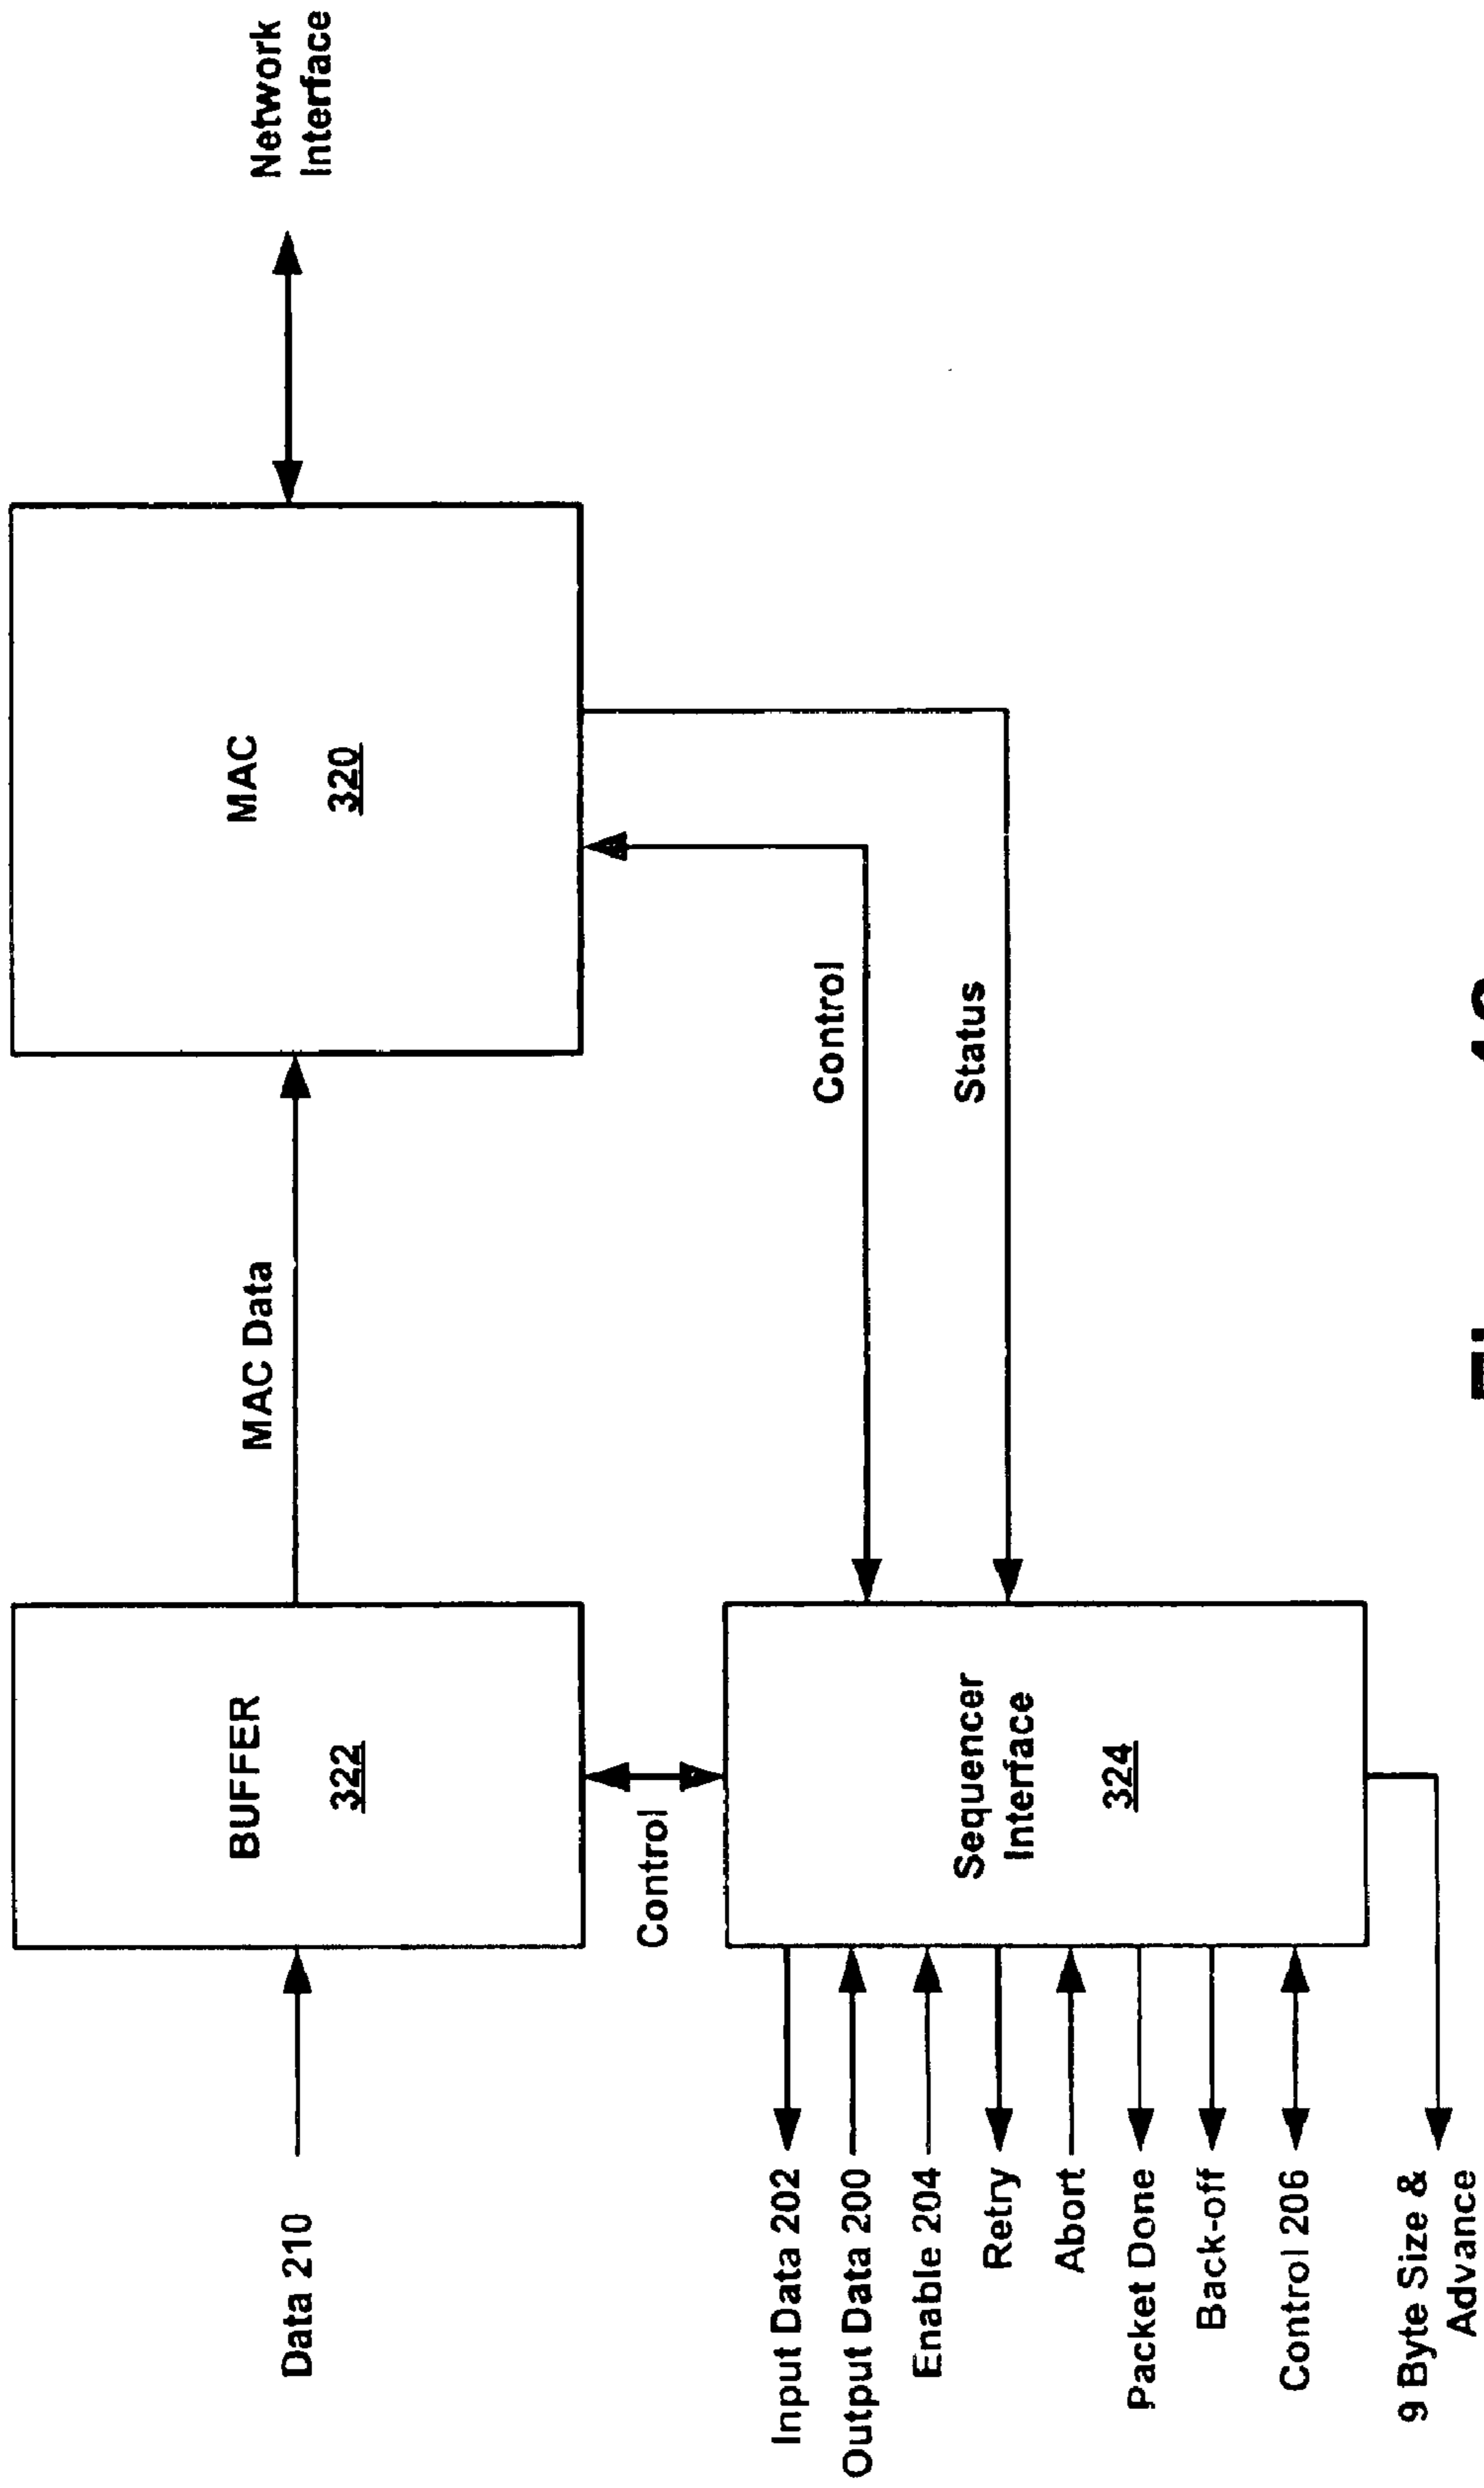 BUFFER
322
MAC Data
MAC
320
Network
Interface
Data 210
Control
Input Data 202
Output Data 200
Enable 204
Retry
Abort
Packet Done
Back-off
Control 206
9 Byte Size &
Advance
Sequencer
Interface
324
Control
Status